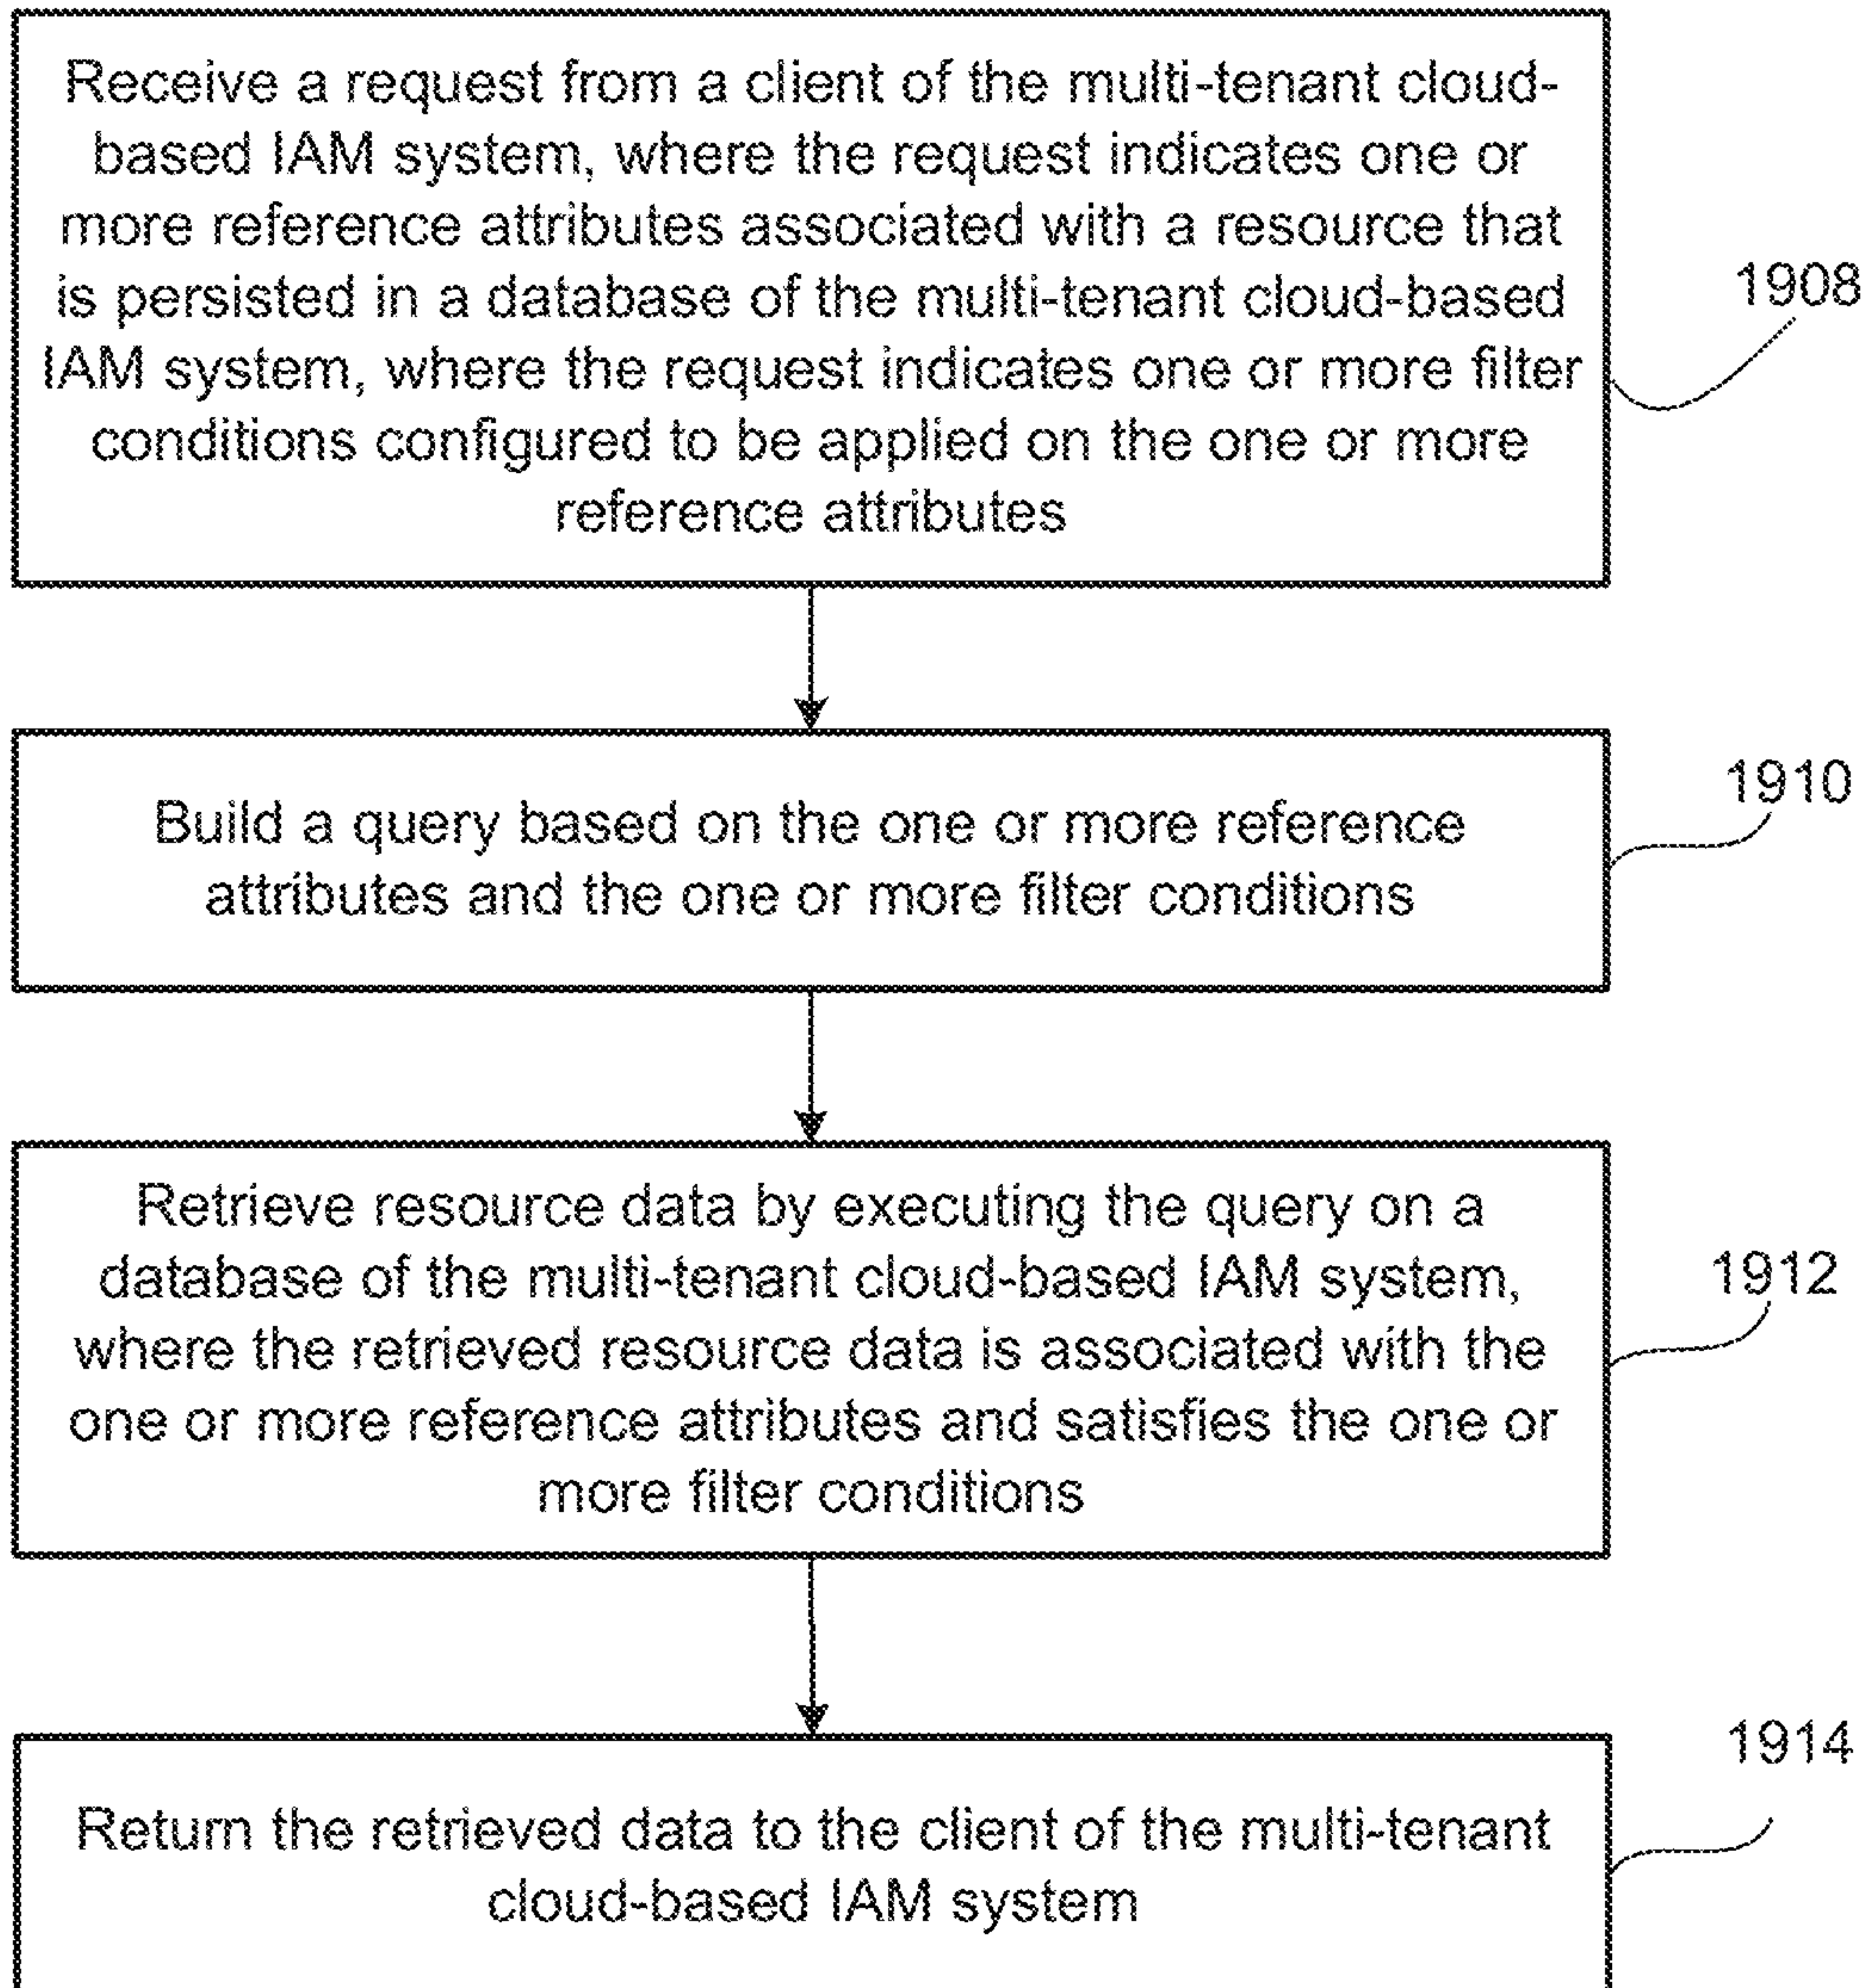 Receive a request from a client of the multi-tenant cloud-
based IAM system, where the request indicates one or
more reference attributes associated with a resource that
is persisted in a database of the multi-tenant cloud-based
IAM system, where the request indicates one or more filter
conditions configured to be applied on the one or more
reference attributes
1908
Build a query based on the one or more reference
attributes and the one or more filter conditions
1910
Retrieve resource data by executing the query on a
database of the multi-tenant cloud-based IAM system,
where the retrieved resource data is associated with the
one or more reference attributes and satisfies the one or
more filter conditions
1912
Return the retrieved data to the client of the multi-tenant
cloud-based IAM system
1914